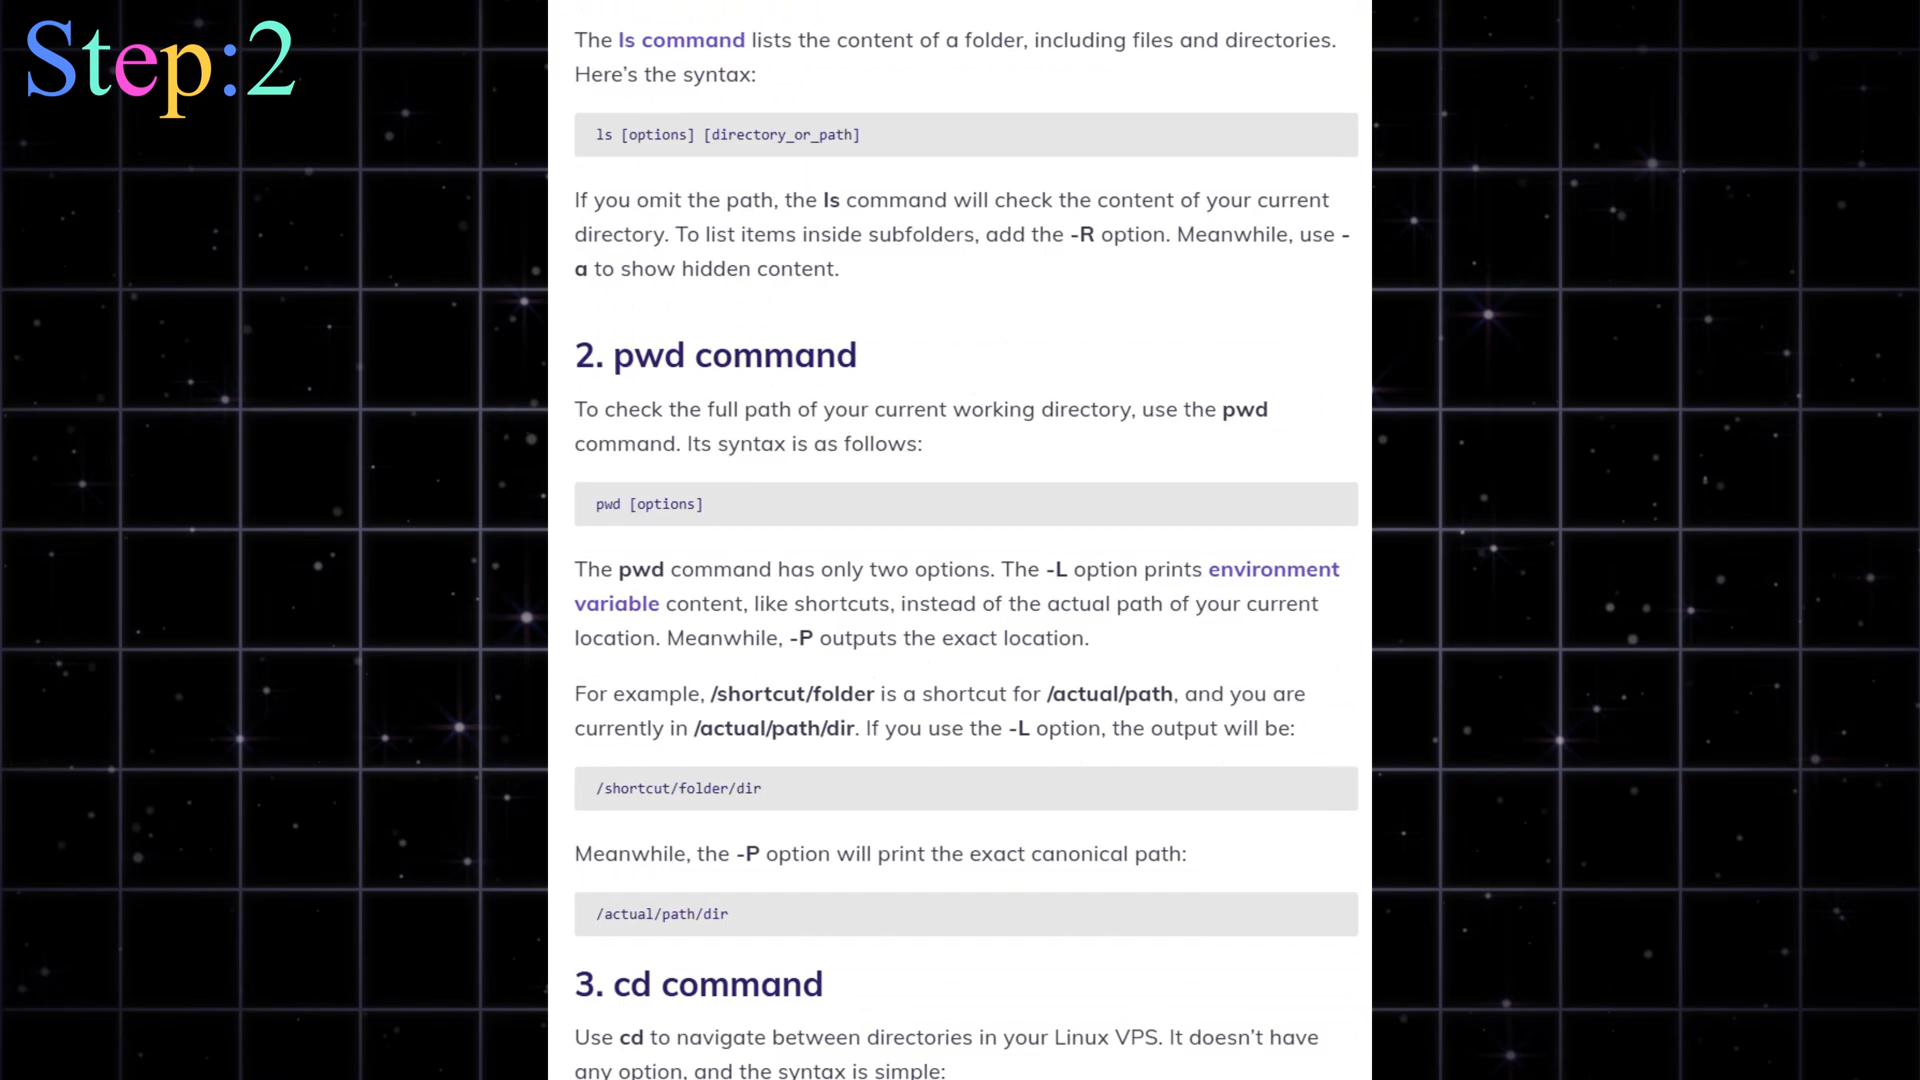 Step:2
The ls command lists the content of a folder, including files and directories.
Here’s the syntax:
ls [options] [directory_or_path]
If you omit the path, the ls command will check the content of your current
directory. To list items inside subfolders, add the -R option. Meanwhile, use -
a to show hidden content.
2. pwd command
To check the full path of your current working directory, use the pwd
command. Its syntax is as follows:
pwd [options]
The pwd command has only two options. The -L option prints environment
variable content, like shortcuts, instead of the actual path of your current
location. Meanwhile, -P outputs the exact location.
For example, /shortcut/folder is a shortcut for /actual/path, and you are
currently in /actual/path/dir. If you use the -L option, the output will be:
/shortcut/folder/dir
Meanwhile, the -P option will print the exact canonical path:
/actual/path/dir
3. cd command
Use cd to navigate between directories in your Linux VPS. It doesn’t have
any option, and the syntax is simple: